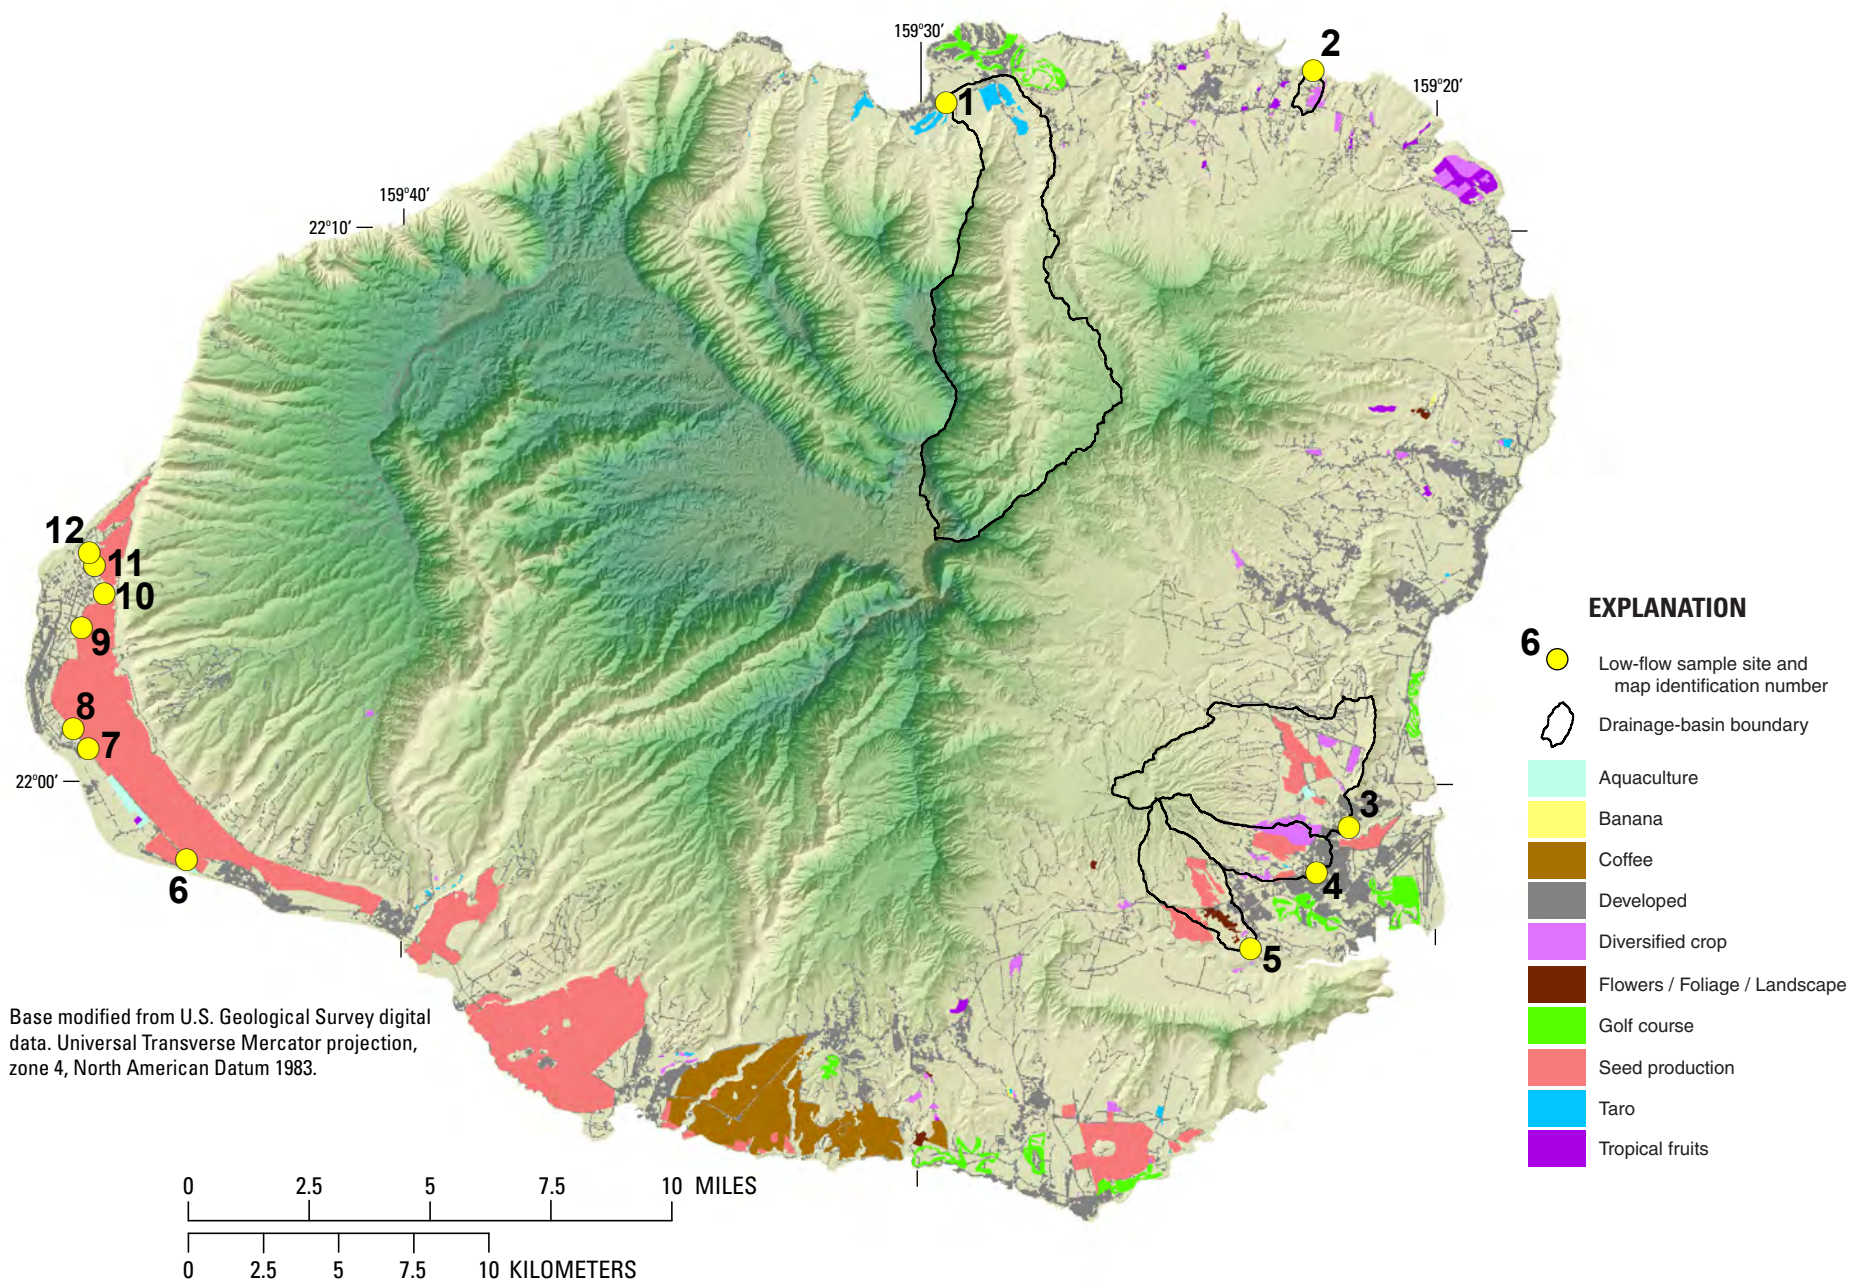 159°30’
2
1
159°20’
159°40’
22°10’
12
11
10
9
8
7
22°00’
6
3
4
5
EXPLANATION
6
Low-flow sample site and
map identification number
Drainage-basin boundary
Aquaculture
Banana
Coffee
Developed
Diversified crop
Flowers / Foliage / Landscape
Golf course
Seed production
Taro
Tropical fruits
Base modified from U.S. Geological Survey digital
data. Universal Transverse Mercator projection,
zone 4, North American Datum 1983.
0 2.5 5 7.5 10 MILES
0 2.5 5 7.5 10 KILOMETERS